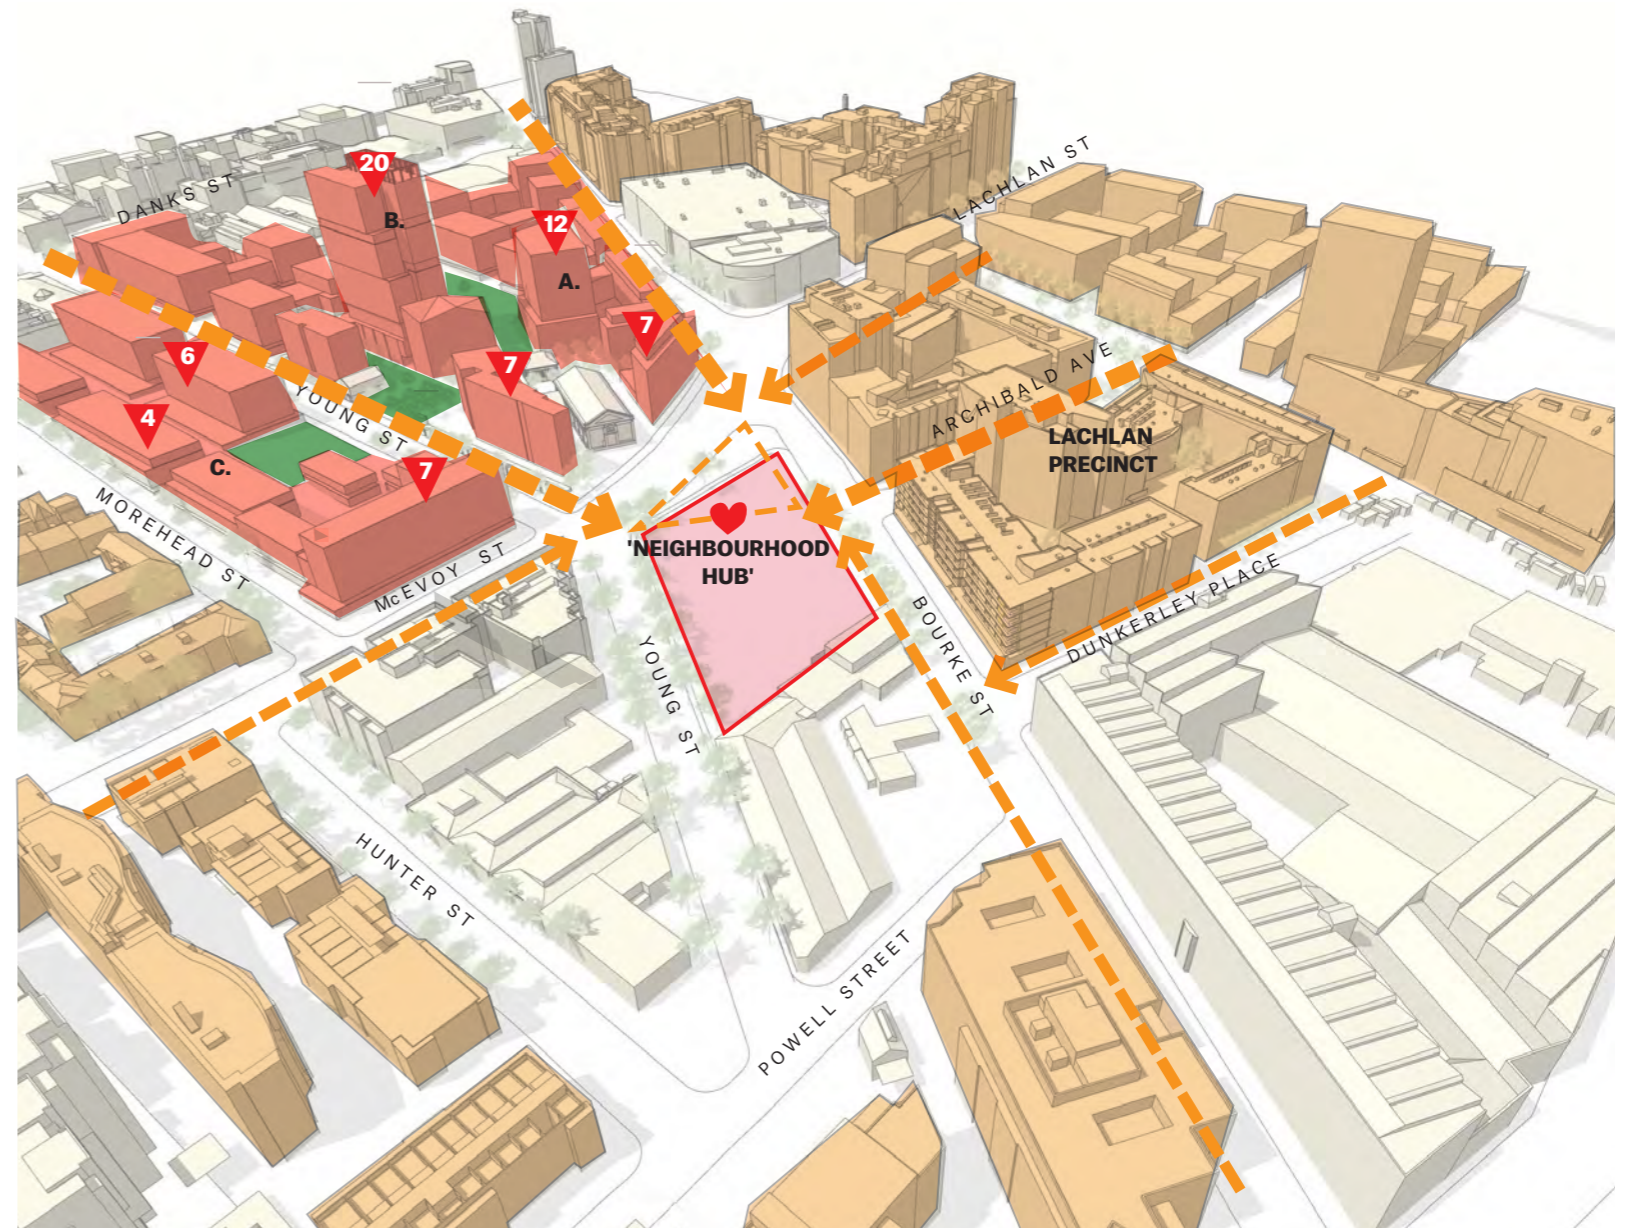 20
DANKS ST
B.
12
A.
LACHLAN ST
7
6
7
ARCHIBALD AVE
YOUNG ST
4
LACHLAN
PRECINCT
C.
7
MOREHEAD ST
McEVOY ST
'NEIGHBOURHOOD
HUB'
BOURKE ST
DUNKERLEY PLACE
YOUNG ST
HUNTER ST
POWELL STREET